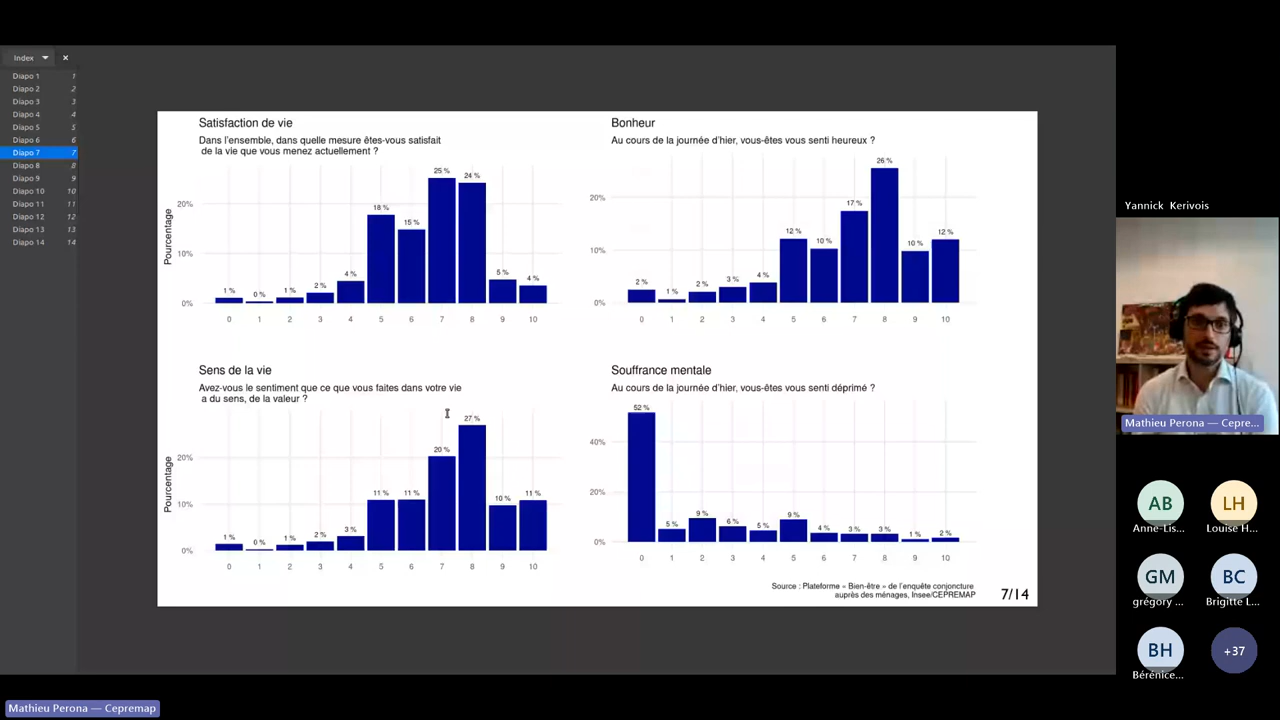 Index
Diapo 1 1
Diapo 2 2
Diapo 3 3
Diapo 4 4
Diapo 5 5
Diapo 6 6
Diapo 7 7
Diapo 8 8
Diapo 9 9
Diapo 10 10
Diapo 11 11
Diapo 12 12
Diapo 13 13
Diapo 14 14
Satisfaction de vie
Dans l'ensemble, dans quelle mesure êtes-vous satisfait
de la vie que vous menez actuellement ?
Pourcentage
20%
10%
0%
1 %
0 %
1 %
2 %
4 %
18 %
15 %
25 %
24 %
5 %
4 %
0 1 2 3 4 5 6 7 8 9 10
Bonheur
Au cours de la journée d'hier, vous-êtes vous senti heureux ?
20%
10%
0%
2 %
1 %
2 %
3 %
4 %
12 %
10 %
17 %
26 %
10 %
12 %
0 1 2 3 4 5 6 7 8 9 10
Sens de la vie
Avez-vous le sentiment que ce que vous faites dans votre vie
a du sens, de la valeur ?
Pourcentage
20%
10%
0%
1 %
0 %
1 %
2 %
3 %
11 %
11 %
20 %
27 %
10 %
11 %
0 1 2 3 4 5 6 7 8 9 10
Souffrance mentale
Au cours de la journée d'hier, vous-êtes vous senti déprimé ?
40%
20%
0%
52 %
5 %
9 %
6 %
5 %
9 %
4 %
3 %
3 %
1 %
2 %
0 1 2 3 4 5 6 7 8 9 10
Source : Plateforme « Bien-être » de l'enquête conjoncture
auprès des ménages, Insee/CEPREMAP
7/14
Yannick Kerivois
Mathieu Perona — Cepre...
AB
Anne-Lis...
LH
Louise H...
GM
grégory ...
BC
Brigitte L...
BH
Bérénice...
+37
Mathieu Perona — Cepremap